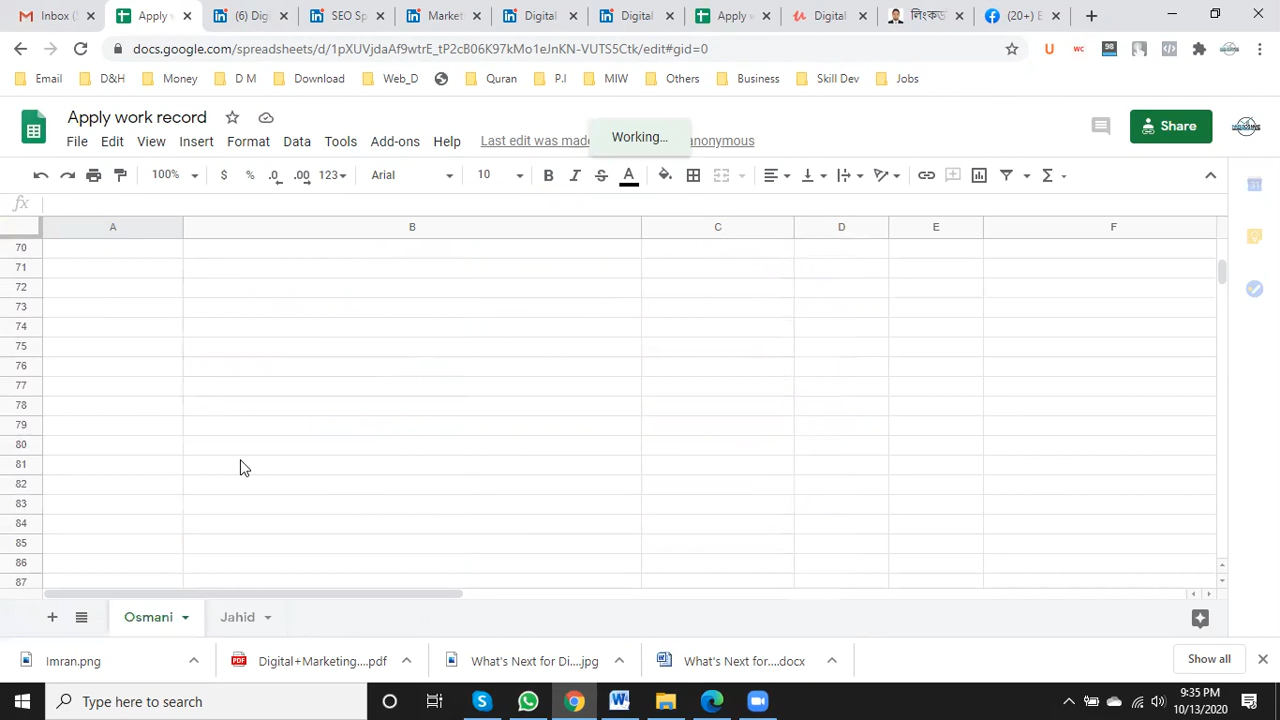 Inbox (
Apply w
(6) Digi
SEO Sp
Market
Digital
Digital
Apply w
Digital
লিংকড
(20+) E
docs.google.com/spreadsheets/d/1pXUVjdaAf9wtrE_tP2cB06K97kMo1eJnKN-VUTS5Ctk/edit#gid=0
Email
D&H
Money
D M
Download
Web_D
Quran
P.I
MIW
Others
Business
Skill Dev
Jobs
Apply work record
Working...
Share
File Edit View Insert Format Data Tools Add-ons Help Last edit was made anonymous
100% $ % .0 .00 123 Arial 10 B I S A
fx
A B C D E F
70
71
72
73
74
75
76
77
78
79
80
81
82
83
84
85
86
87
Osmani Jahid
Imran.png
Digital+Marketing....pdf
What's Next for Di....jpg
What's Next for....docx
Show all
Type here to search
9:35 PM
10/13/2020